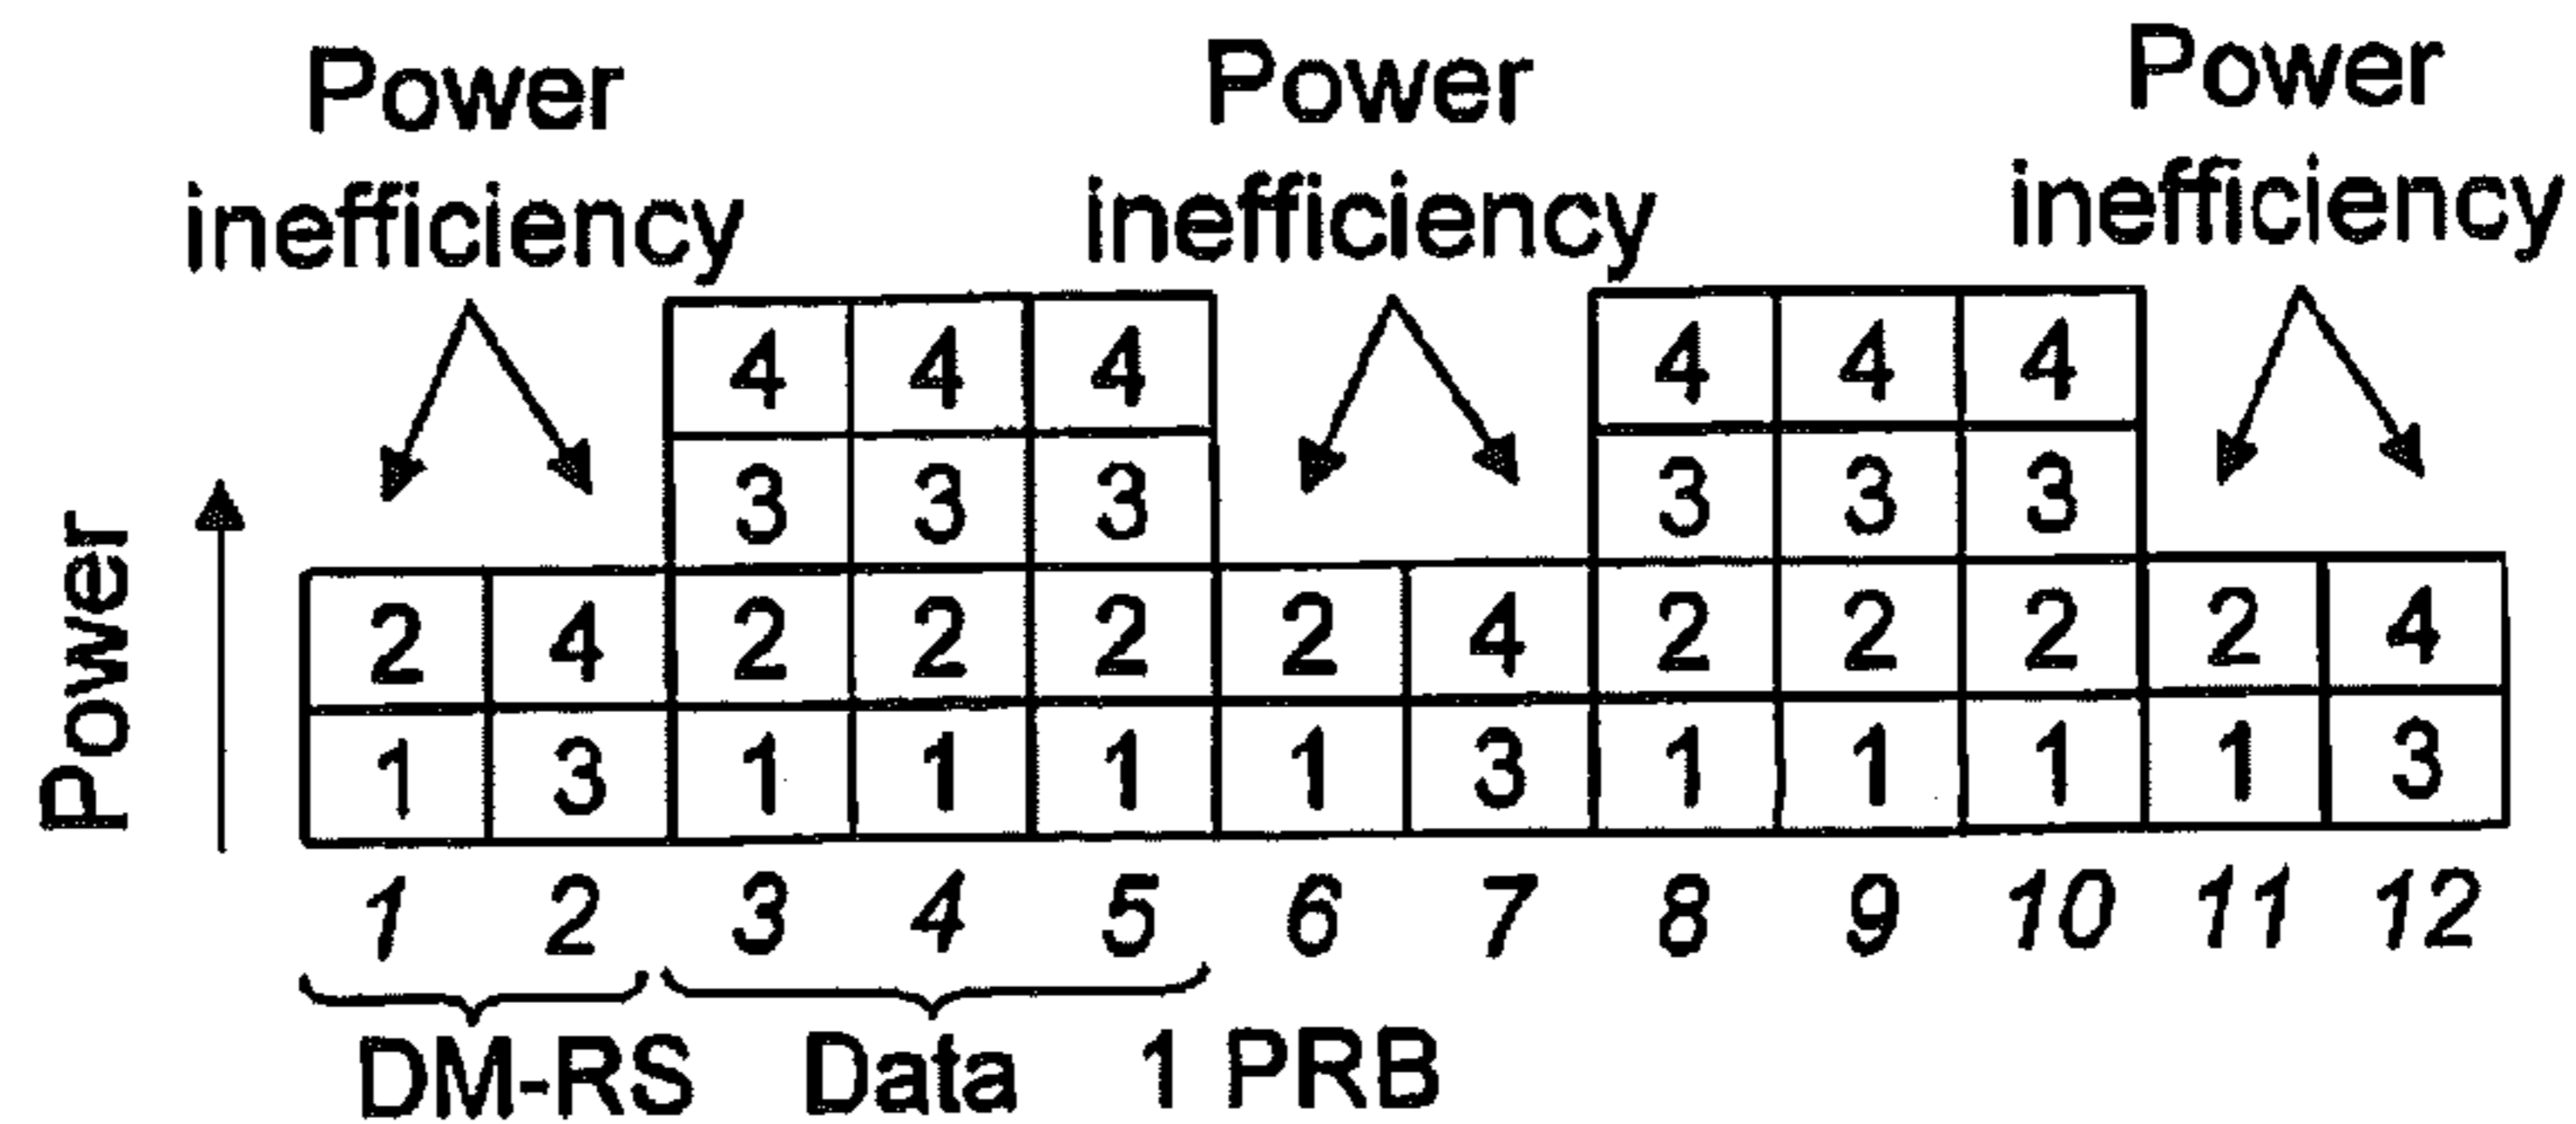 Power inefficiency
Power inefficiency
Power inefficiency
4 4 4 4 4 4
3 3 3 3 3 3
2 4 2 2 2 2 4 2 2 2 2 4
1 3 1 1 1 1 3 1 1 1 1 3
Power
1 2 3 4 5 6 7 8 9 10 11 12
DM-RS Data 1 PRB